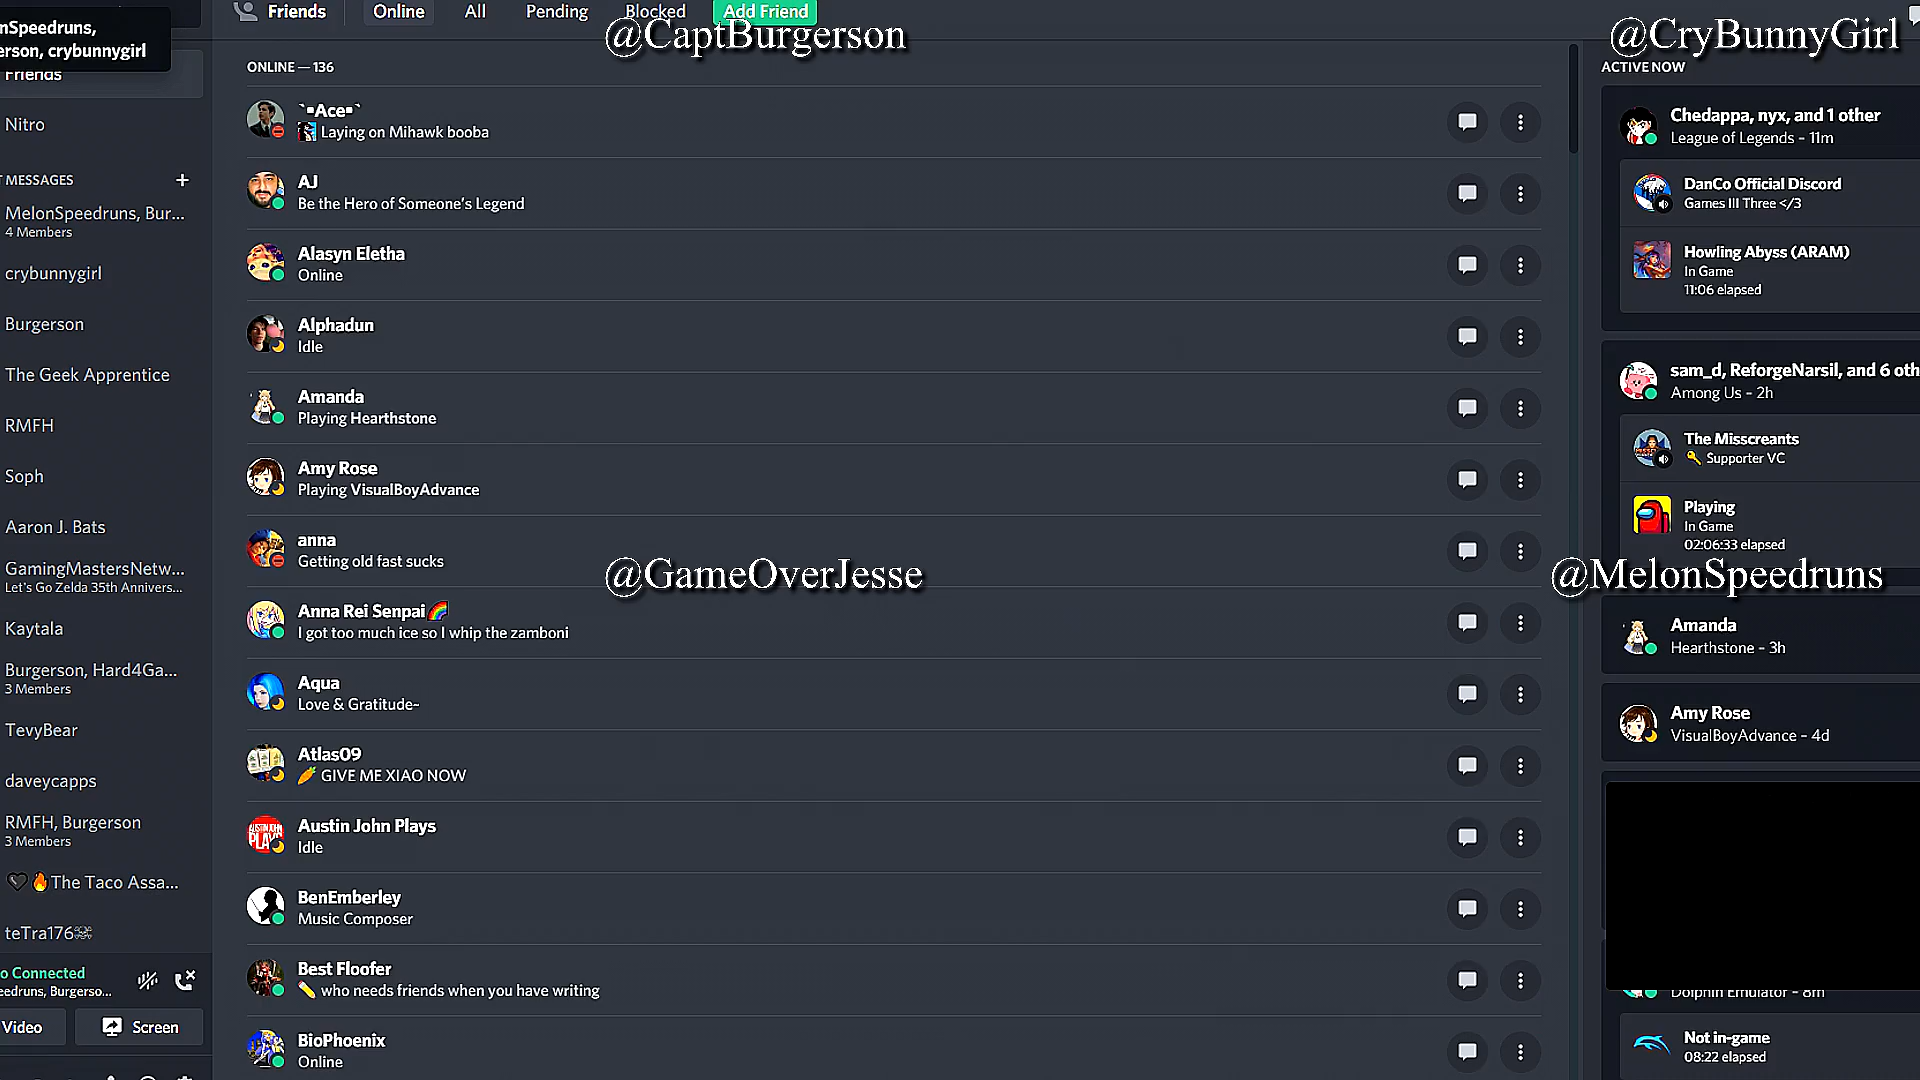 nSpeedruns,
erson, crybunnygirl
Friends
Nitro
MESSAGES
MelonSpeedruns, Bur...
4 Members
crybunnygirl
Burgerson
The Geek Apprentice
RMFH
Soph
Aaron J. Bats
GamingMastersNetw...
Let's Go Zelda 35th Annivers...
Kaytala
Burgerson, Hard4Ga...
3 Members
TevyBear
daveycapps
RMFH, Burgerson
3 Members
🖤🔥The Taco Assa...
teTra176
o Connected
eedruns, Burgerso...
Video
Screen
Friends
Online
All
Pending
Blocked
Add Friend
@CaptBurgerson
ONLINE — 136
`▪Ace▪`
Laying on Mihawk booba
AJ
Be the Hero of Someone's Legend
Alasyn Eletha
Online
Alphadun
Idle
Amanda
Playing Hearthstone
Amy Rose
Playing VisualBoyAdvance
anna
Getting old fast sucks
@GameOverJesse
Anna Rei Senpai🌈
I got too much ice so I whip the zamboni
Aqua
Love & Gratitude~
Atlas09
🥕 GIVE ME XIAO NOW
Austin John Plays
Idle
BenEmberley
Music Composer
Best Floofer
✏️ who needs friends when you have writing
BioPhoenix
Online
@CryBunnyGirl
ACTIVE NOW
Chedappa, nyx, and 1 other
League of Legends - 11m
DanCo Official Discord
Games III Three </3
Howling Abyss (ARAM)
In Game
11:06 elapsed
sam_d, ReforgeNarsil, and 6 oth
Among Us - 2h
The Misscreants
🔑 Supporter VC
Playing
In Game
02:06:33 elapsed
@MelonSpeedruns
Amanda
Hearthstone - 3h
Amy Rose
VisualBoyAdvance - 4d
Dolphin Emulator - 8m
Not in-game
08:22 elapsed